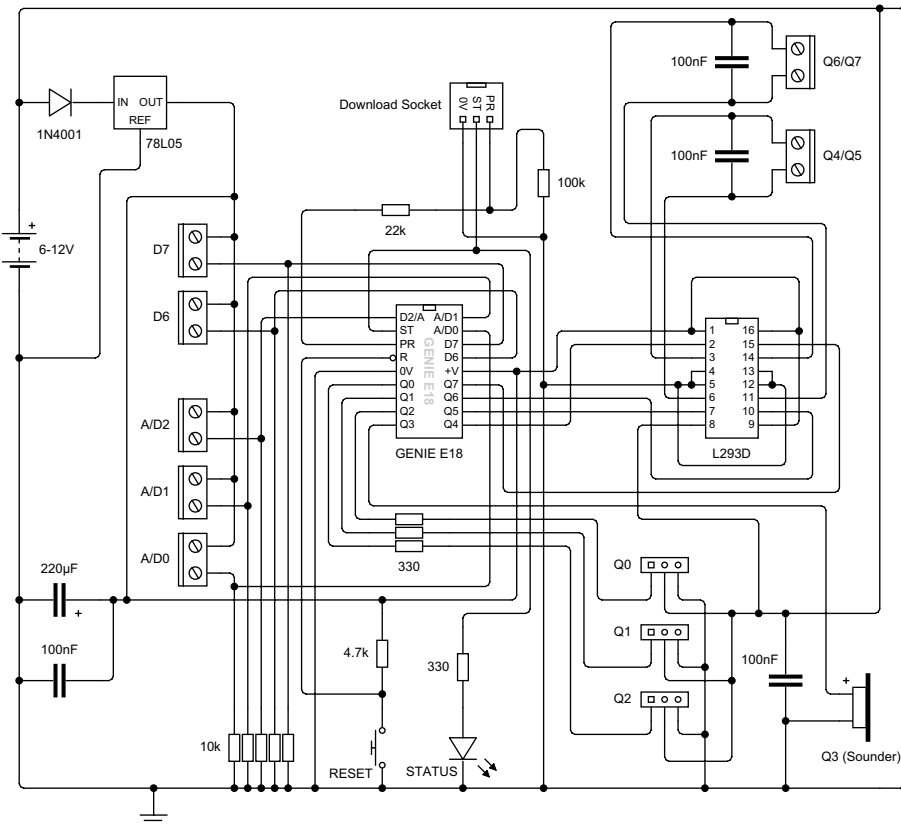 100nF
Q6/Q7
Download Socket
PR
ST
0V
IN OUT
REF
1N4001
78L05
100nF
Q4/Q5
100k
22k
+
6-12V
D7
D6
D2/A A/D1
ST A/D0
PR D7
R D6
0V +V
Q0 Q7
Q1 Q6
Q2 Q5
Q3 Q4
GENIE E18
GENIE E18
1 16
2 15
3 14
4 13
5 12
6 11
7 10
8 9
L293D
A/D2
A/D1
A/D0
330
220µF
+
Q0
100nF
4.7k
330
Q1
100nF
Q2
+
10k
RESET
STATUS
Q3 (Sounder)